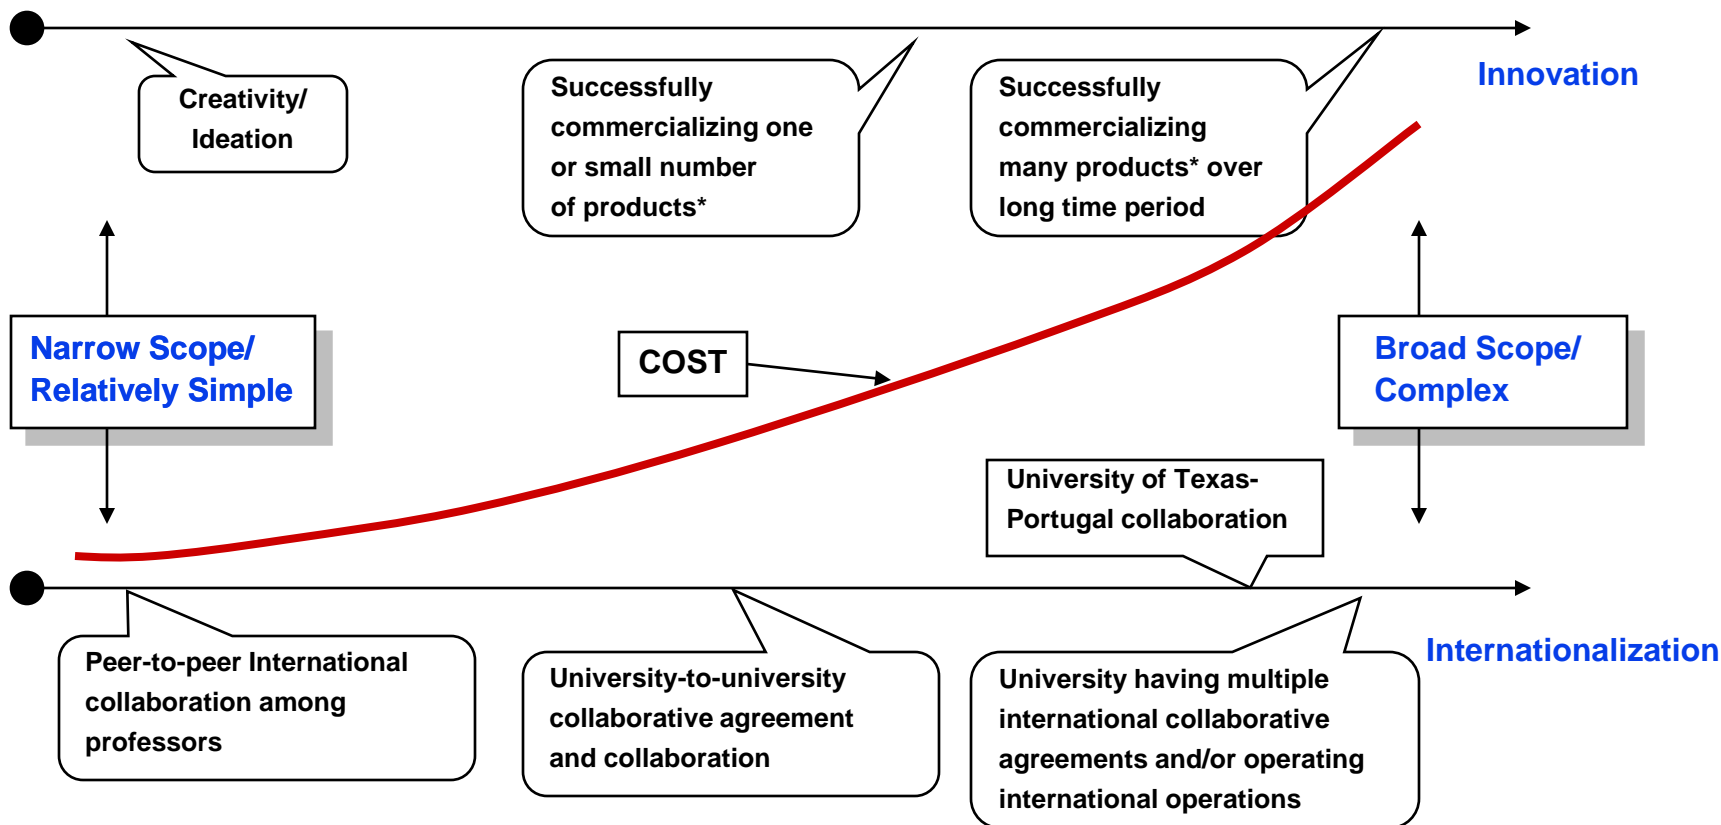 Innovation
Creativity/
Ideation
Successfully
commercializing one
or small number
of products*
Successfully
commercializing
many products* over
long time period
Narrow Scope/
Relatively Simple
COST
Broad Scope/
Complex
University of Texas-
Portugal collaboration
Internationalization
Peer-to-peer International
collaboration among
professors
University-to-university
collaborative agreement
and collaboration
University having multiple
international collaborative
agreements and/or operating
international operations